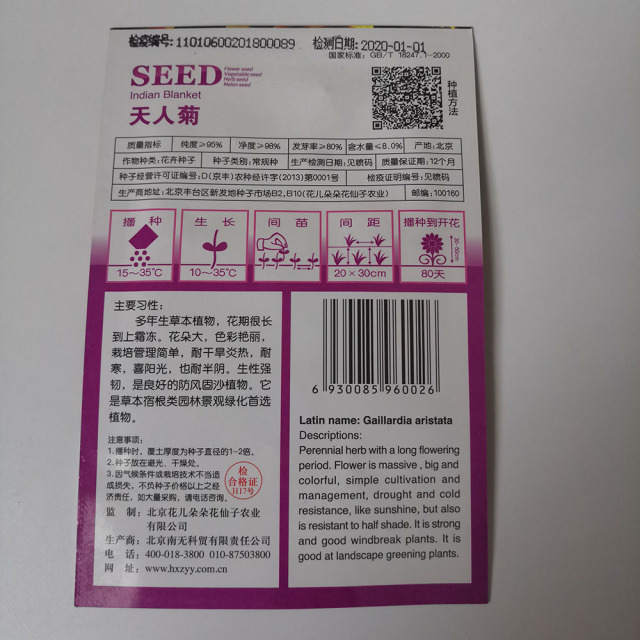 检疫编号: 11010600201800089 检测日期: 2020-01-01
国家标准: GB/T 16247.1-2000
SEED
Flower seed
Vegetable seed
Herb seed
Melon seed
Indian Blanket
天人菊
种植方法
质量指标 纯度≥95% 净度≥98% 发芽率≥80% 含水量≤8.0% 产地:北京
作物种类:花卉种子 种子类别:常规种 生产检测日期:见喷码 质量保证期:12个月
种子经营许可证编号:D(京丰)农种经许字(2013)第0001号 检疫证明编号:见喷码
生产商地址:北京丰台区新发地种子市场B2,B10(花儿朵朵花仙子农业) 邮编:100160
播种 生长 间苗 间距 播种到开花
15～35℃ 10～35℃ 20×30cm 80天
主要习性:
多年生草本植物，花期很长
到上霜冻。花朵大，色彩艳丽，
栽培管理简单，耐干旱炎热，耐
寒，喜阳光，也耐半阴。生性强
韧，是良好的防风固沙植物。它
是草本宿根类园林景观绿化首选
植物。
注意事项:
1.播种时，覆土厚度为种子直径的1-2倍。
2.种子放在避光、干燥处。
3.因气候条件或栽培技术不当造
成损失，不负种子价格以上之经
济责任，如大量采购，请电话咨询。
检
合格证
H17号
监 制: 北京花儿朵朵花仙子农业
有限公司
生产商: 北京南无科贸有限责任公司
电 话: 400-018-3800 010-87503800
网 址: www.hxzyy.com.cn
6 930085 960026
Latin name: Gaillardia aristata
Descriptions:
Perennial herb with a long flowering
period. Flower is massive , big and
colorful, simple cultivation and
management, drought and cold
resistance, like sunshine, but also
is resistant to half shade. It is strong
and good windbreak plants. It is
good at landscape greening plants.